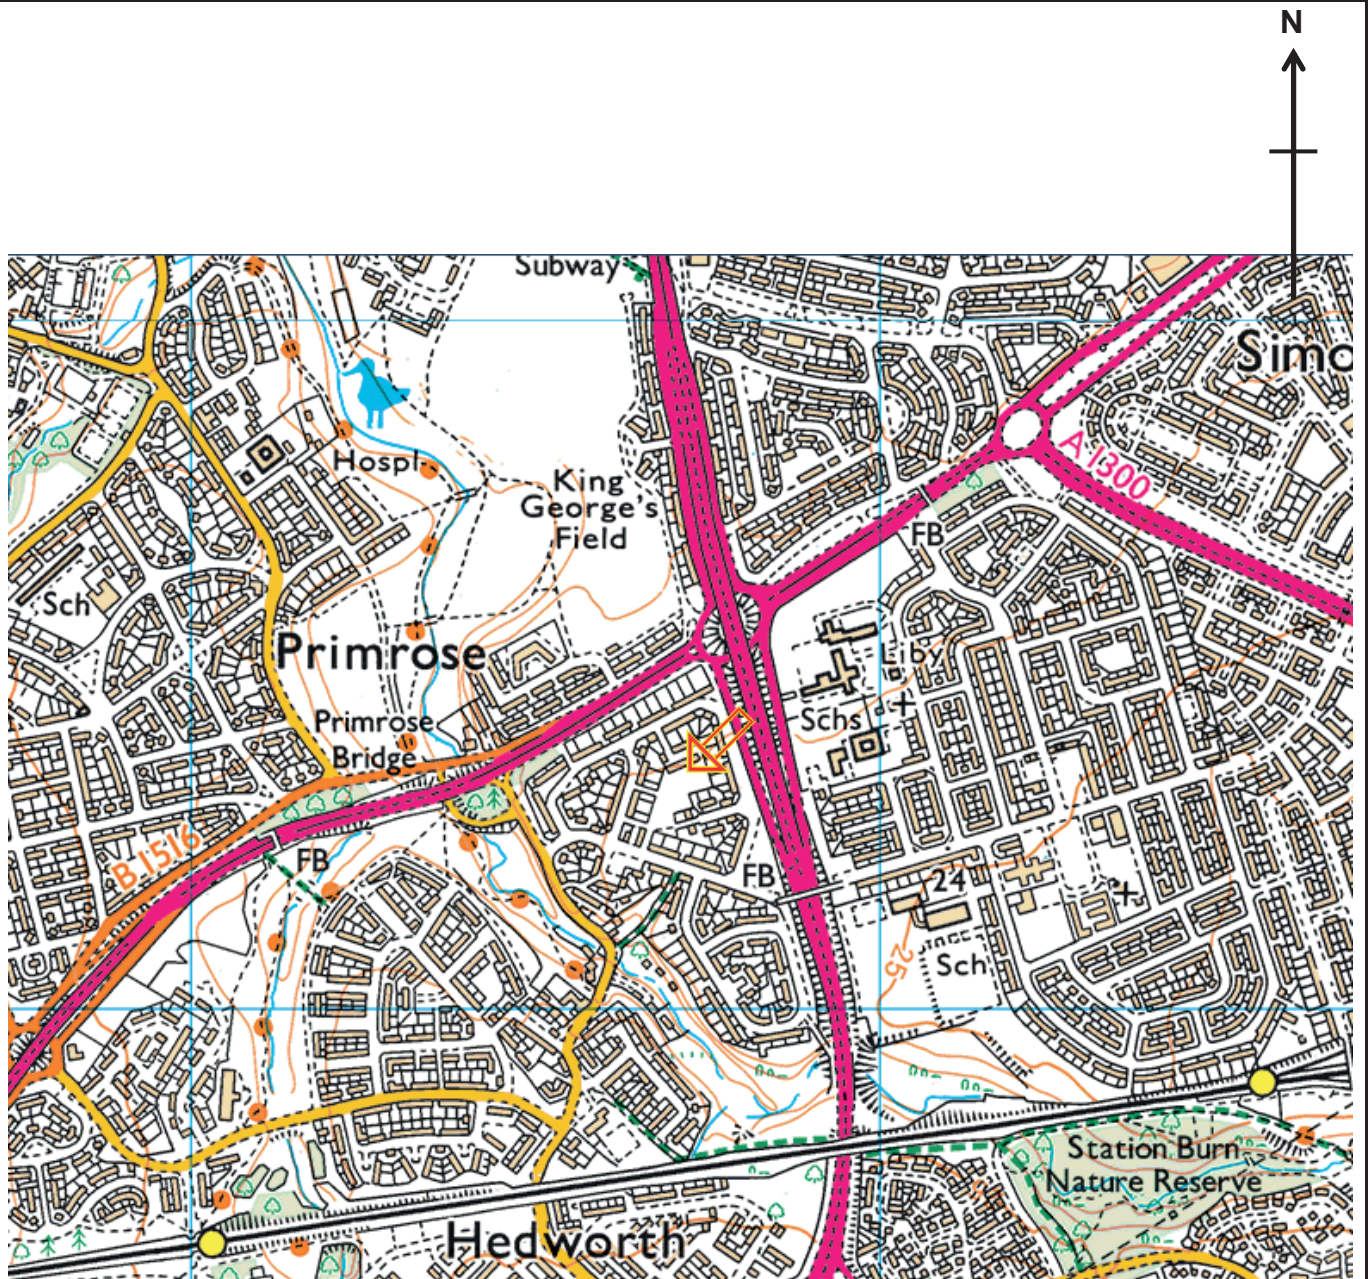 N
Subway
Simo
A 1300
Hospl
King
George's
Field
FB
Sch
Primrose
Liby
Primrose
Bridge
Schs
B 1516
FB
FB
24
25
Sch
Station Burn
Nature Reserve
Hedworth